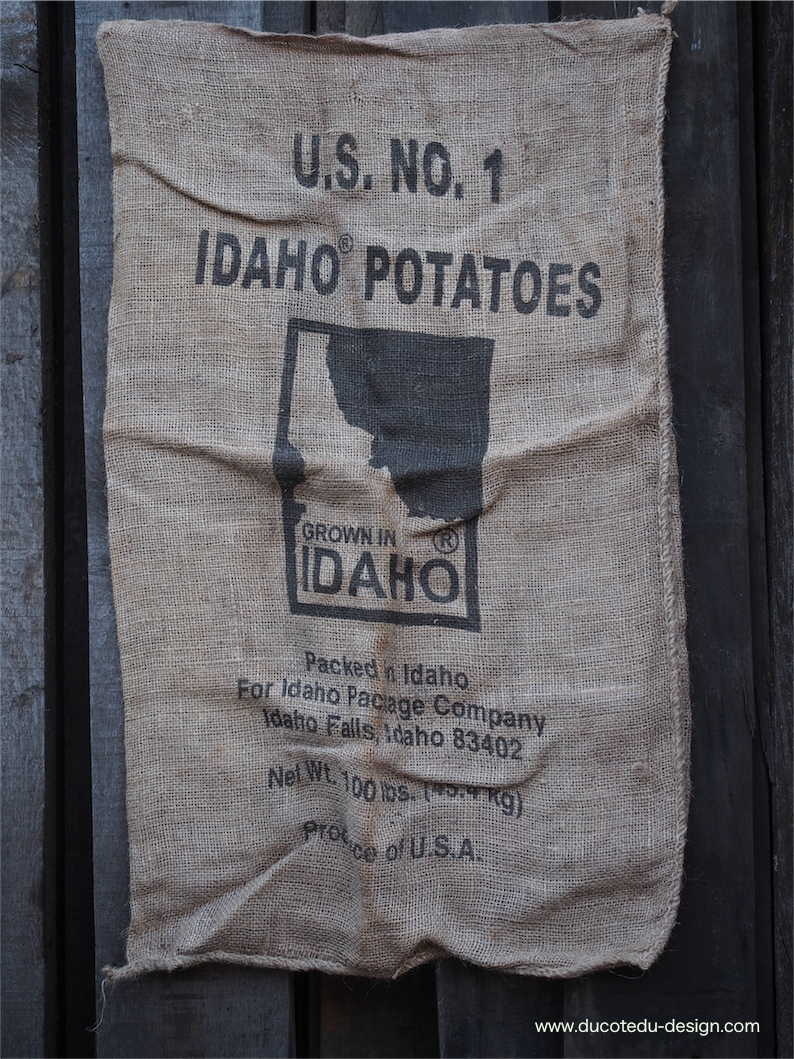 U.S. NO. 1
IDAHO® POTATOES
GROWN IN
IDAHO®
Packed in Idaho
For Idaho Package Company
Idaho Falls, Idaho 83402
Net Wt. 100 lbs. (45.4 kg)
Produce of U.S.A.
www.ducotedu-design.com